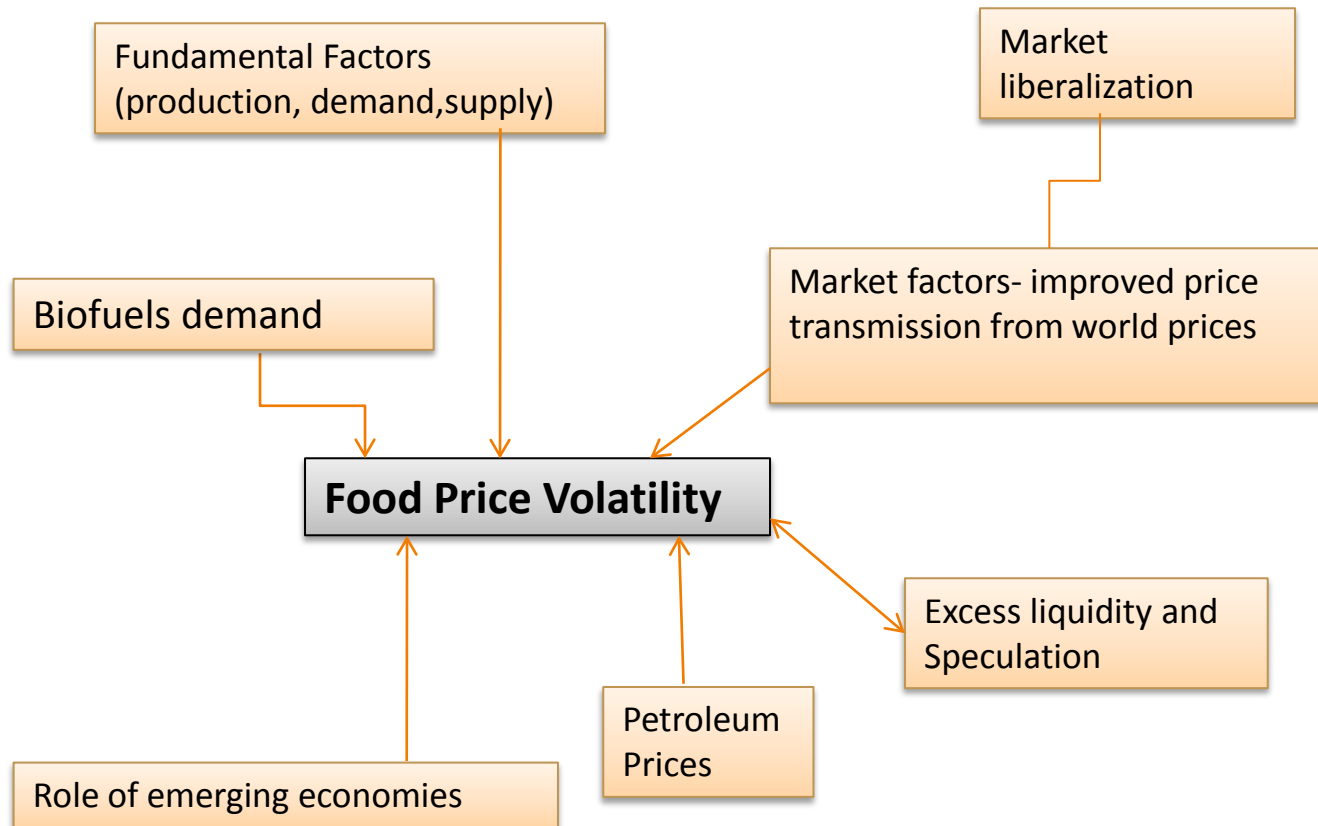 Fundamental Factors
(production, demand,supply)
Market
liberalization
Biofuels demand
Market factors- improved price
transmission from world prices
Food Price Volatility
Excess liquidity and
Speculation
Petroleum
Prices
Role of emerging economies